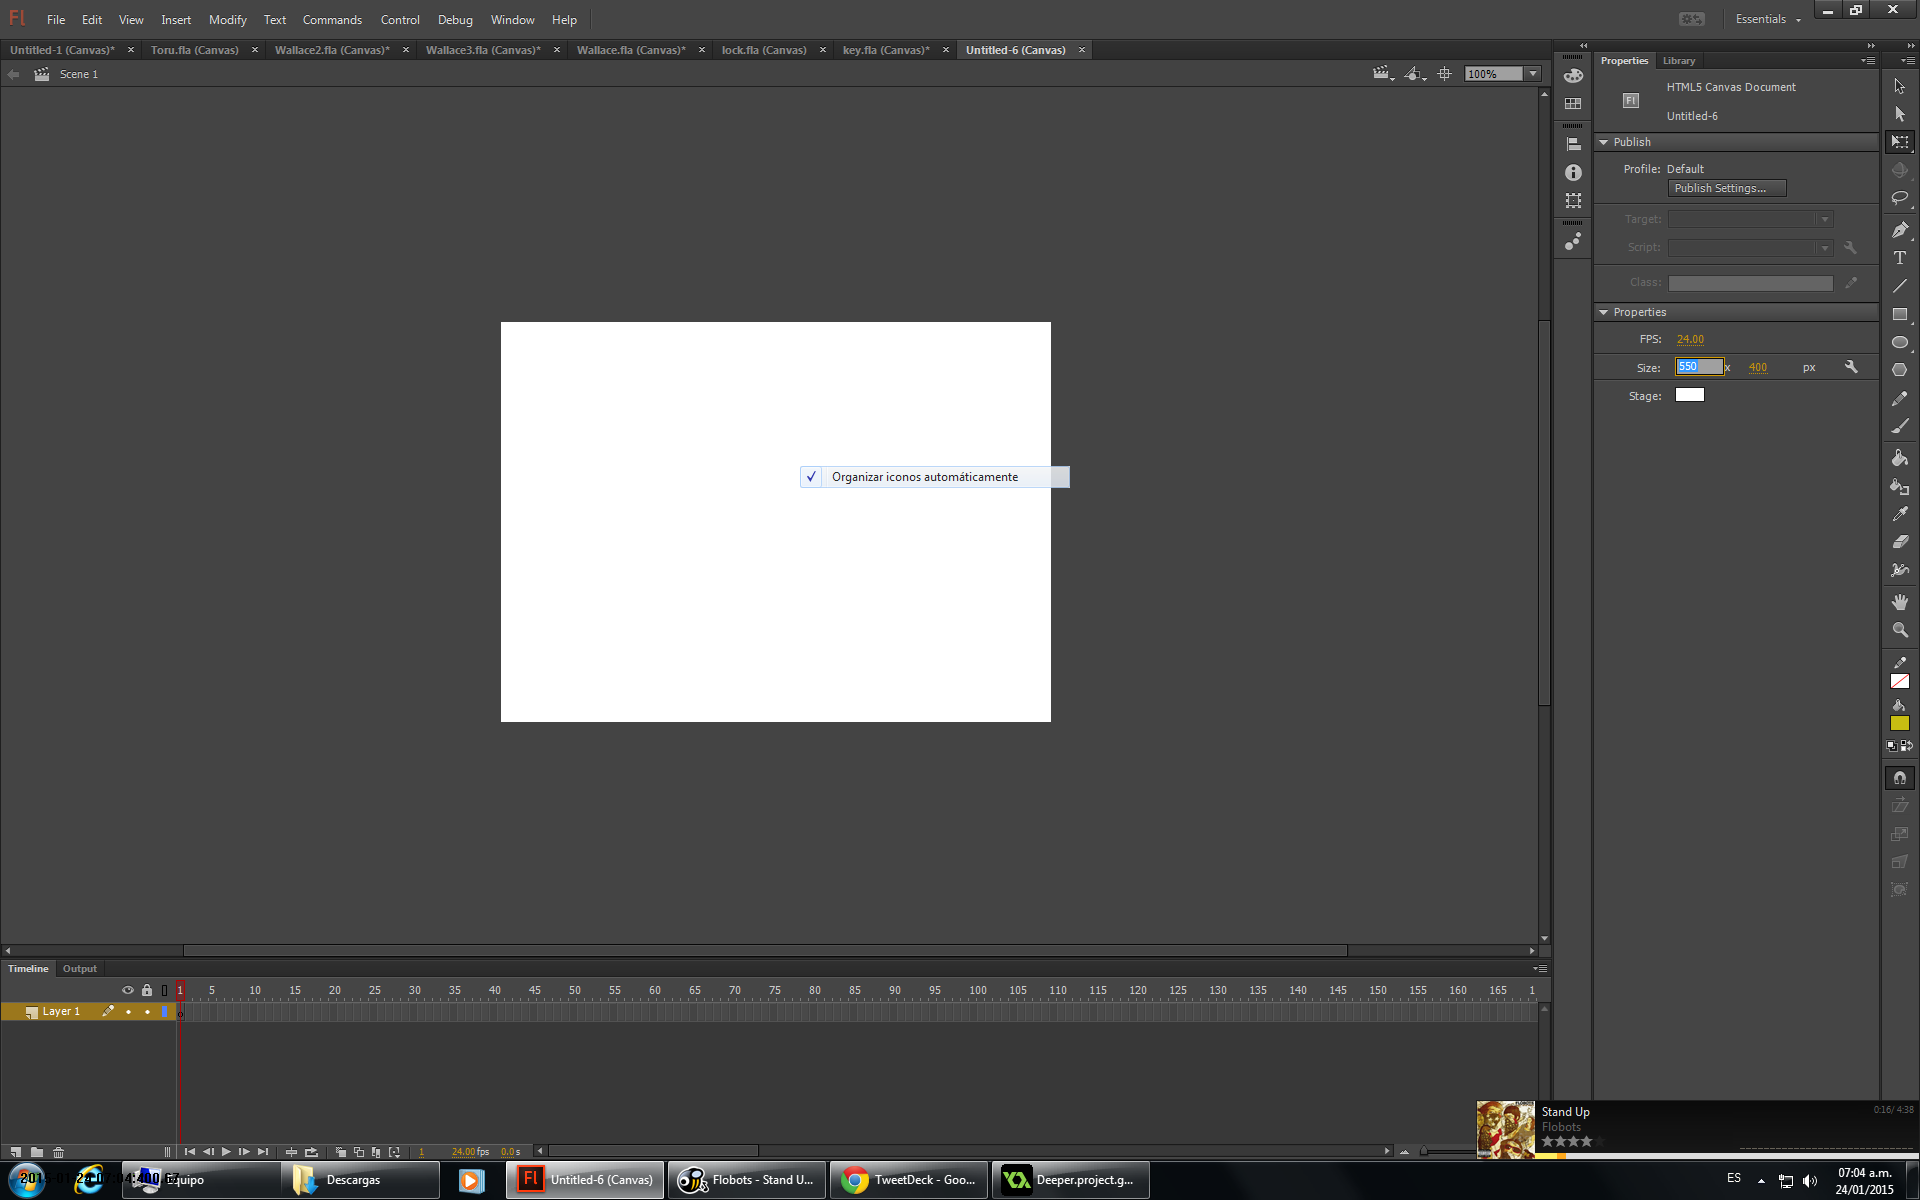 Fl File Edit View Insert Modify Text Commands Control Debug Window Help Essentials
Untitled-1 (Canvas)* Toru.fla (Canvas) Wallace2.fla (Canvas)* Wallace3.fla (Canvas)* Wallace.fla (Canvas)* lock.fla (Canvas) key.fla (Canvas)* Untitled-6 (Canvas)
Scene 1 100%
Properties Library
HTML5 Canvas Document
Fl
Untitled-6
Publish
Profile: Default
Publish Settings...
Target:
Script:
Class:
Properties
FPS: 24.00
Size: 550 x 400 px
Stage:
Organizar iconos automáticamente
Timeline Output
1 5 10 15 20 25 30 35 40 45 50 55 60 65 70 75 80 85 90 95 100 105 110 115 120 125 130 135 140 145 150 155 160 165 1
Layer 1
Stand Up 0:16/ 4:38
Flobots
1 24.00 fps 0.0 s
Equipo Descargas Fl Untitled-6 (Canvas) Flobots - Stand U... TweetDeck - Goo... Deeper.project.g... ES
07:04 a.m.
24/01/2015